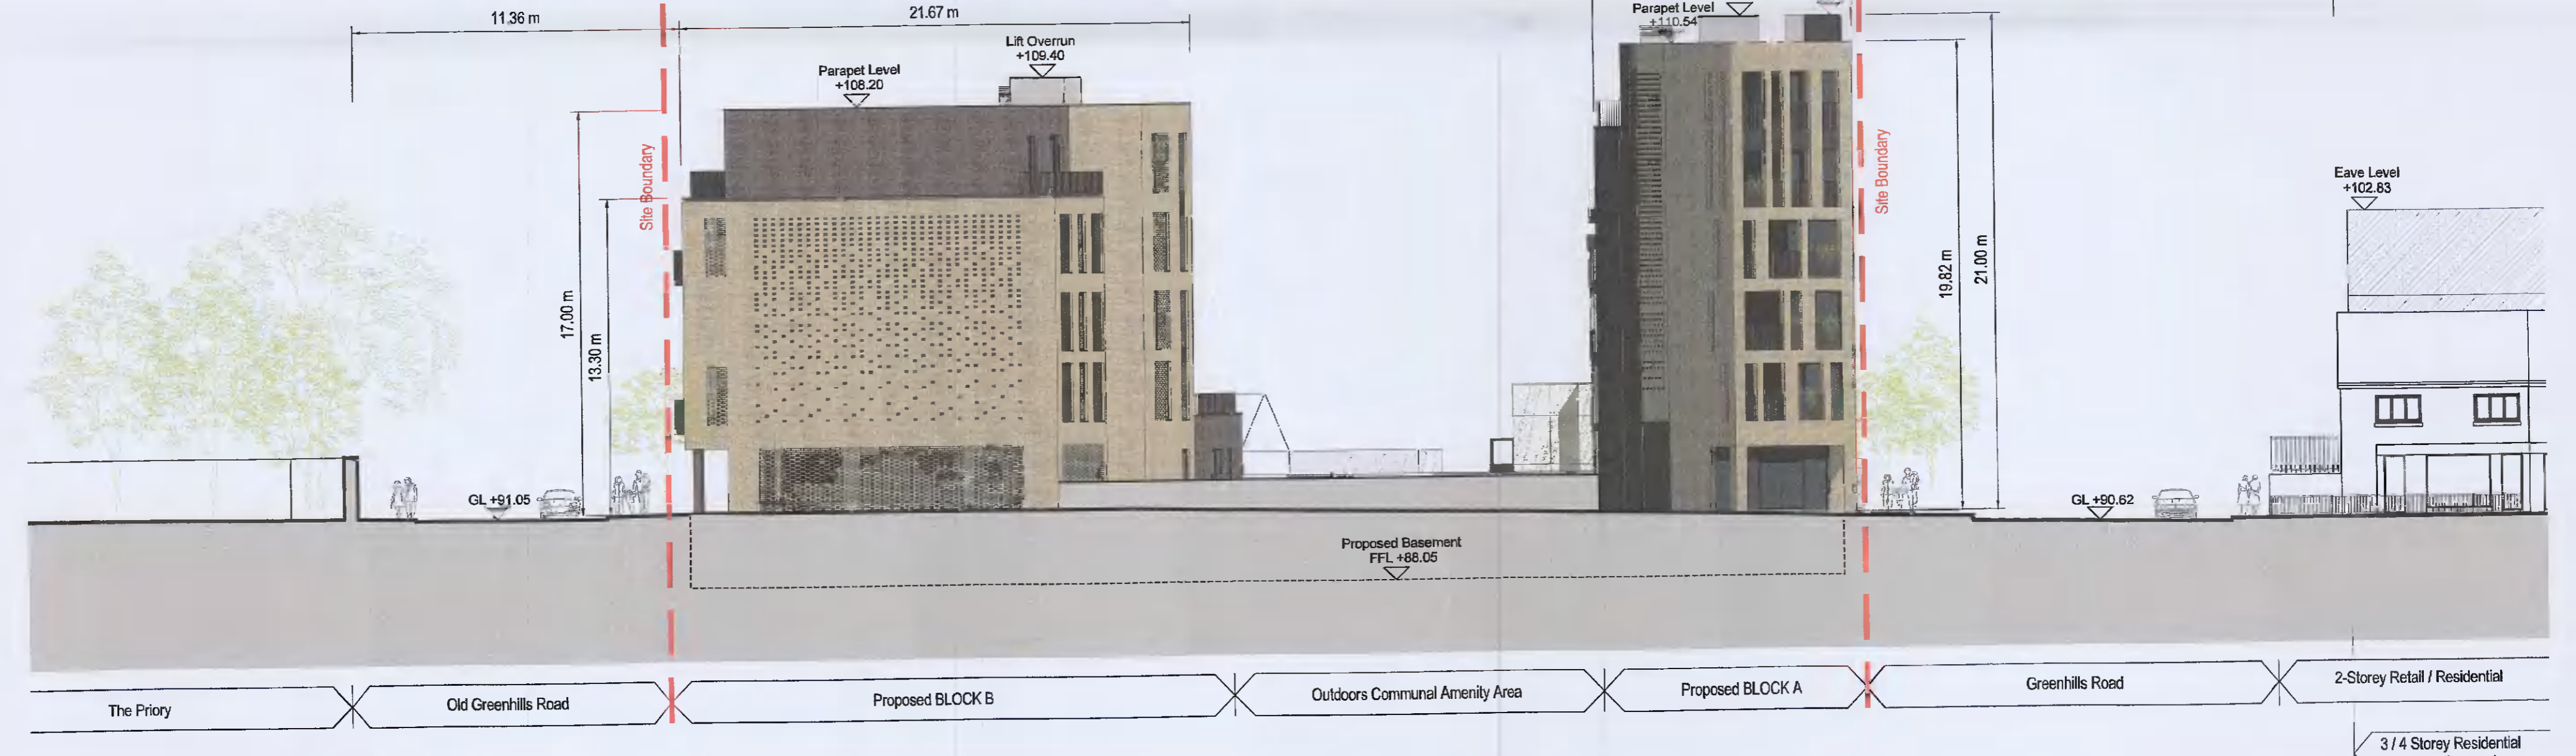 11.36 m
21.67 m
Parapet Level
+110.54
Lift Overrun
+109.40
Parapet Level
+108.20
Site Boundary
Site Boundary
Eave Level
+102.83
17.00 m
13.30 m
19.82 m
21.00 m
GL +91.05
GL +90.62
Proposed Basement
FFL +88.05
The Priory
Old Greenhills Road
Proposed BLOCK B
Outdoors Communal Amenity Area
Proposed BLOCK A
Greenhills Road
2-Storey Retail / Residential
3 / 4 Storey Residential